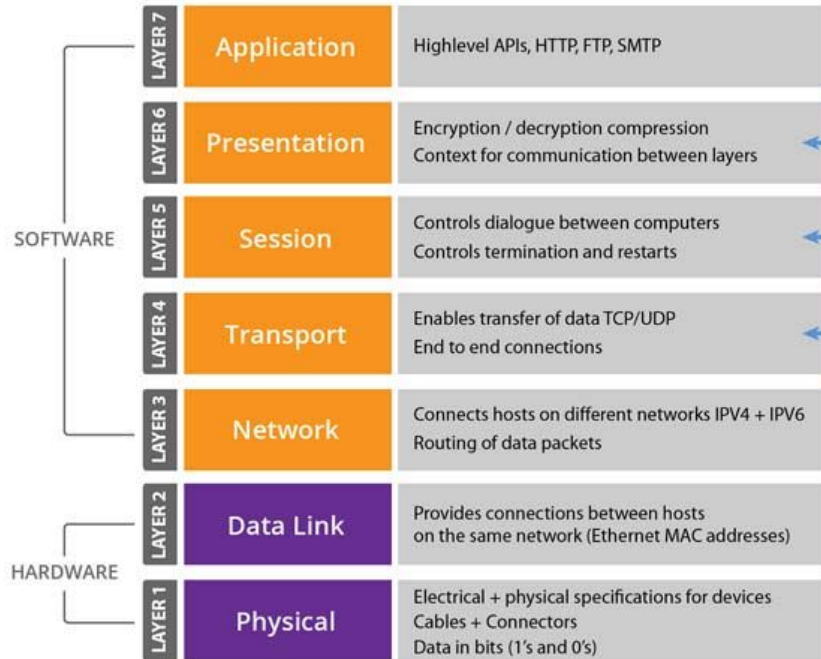 LAYER 7
Application
Highlevel APIs, HTTP, FTP, SMTP
LAYER 6
Presentation
Encryption / decryption compression
Context for communication between layers
SOFTWARE
LAYER 5
Session
Controls dialogue between computers
Controls termination and restarts
LAYER 4
Transport
Enables transfer of data TCP/UDP
End to end connections
LAYER 3
Network
Connects hosts on different networks IPV4 + IPV6
Routing of data packets
HARDWARE
LAYER 2
Data Link
Provides connections between hosts
on the same network (Ethernet MAC addresses)
LAYER 1
Physical
Electrical + physical specifications for devices
Cables + Connectors
Data in bits (1's and 0's)